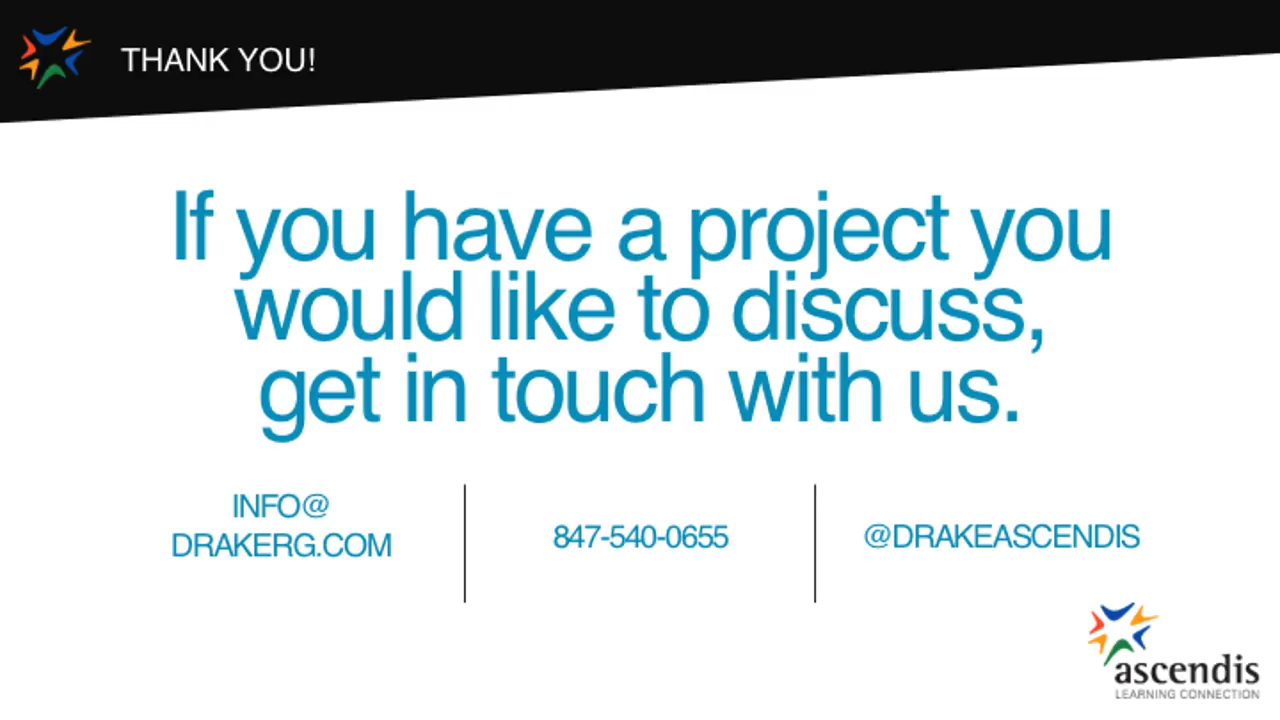 THANK YOU!
If you have a project you
would like to discuss,
get in touch with us.
INFO@
DRAKERG.COM
847-540-0655
@DRAKEASCENDIS
ascendis
LEARNING CONNECTION